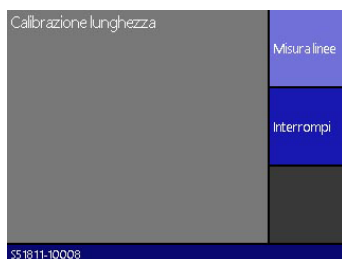 Calibrazione lunghezza
Misura linee
Interrompi
S51811-10008